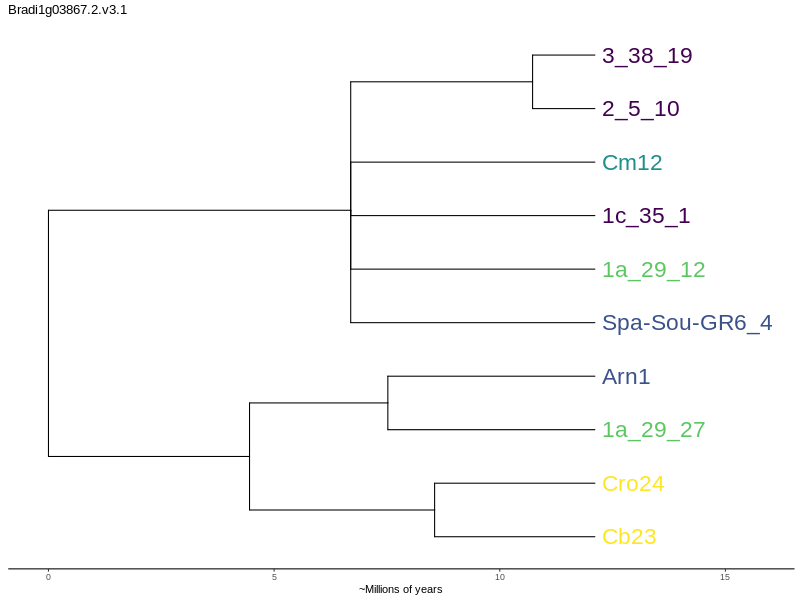 Bradi1g03867.2.v3.1
3_38_19
2_5_10
Cm12
1c_35_1
1a_29_12
Spa-Sou-GR6_4
Arn1
1a_29_27
Cro24
Cb23
0 5 10 15
~Millions of years